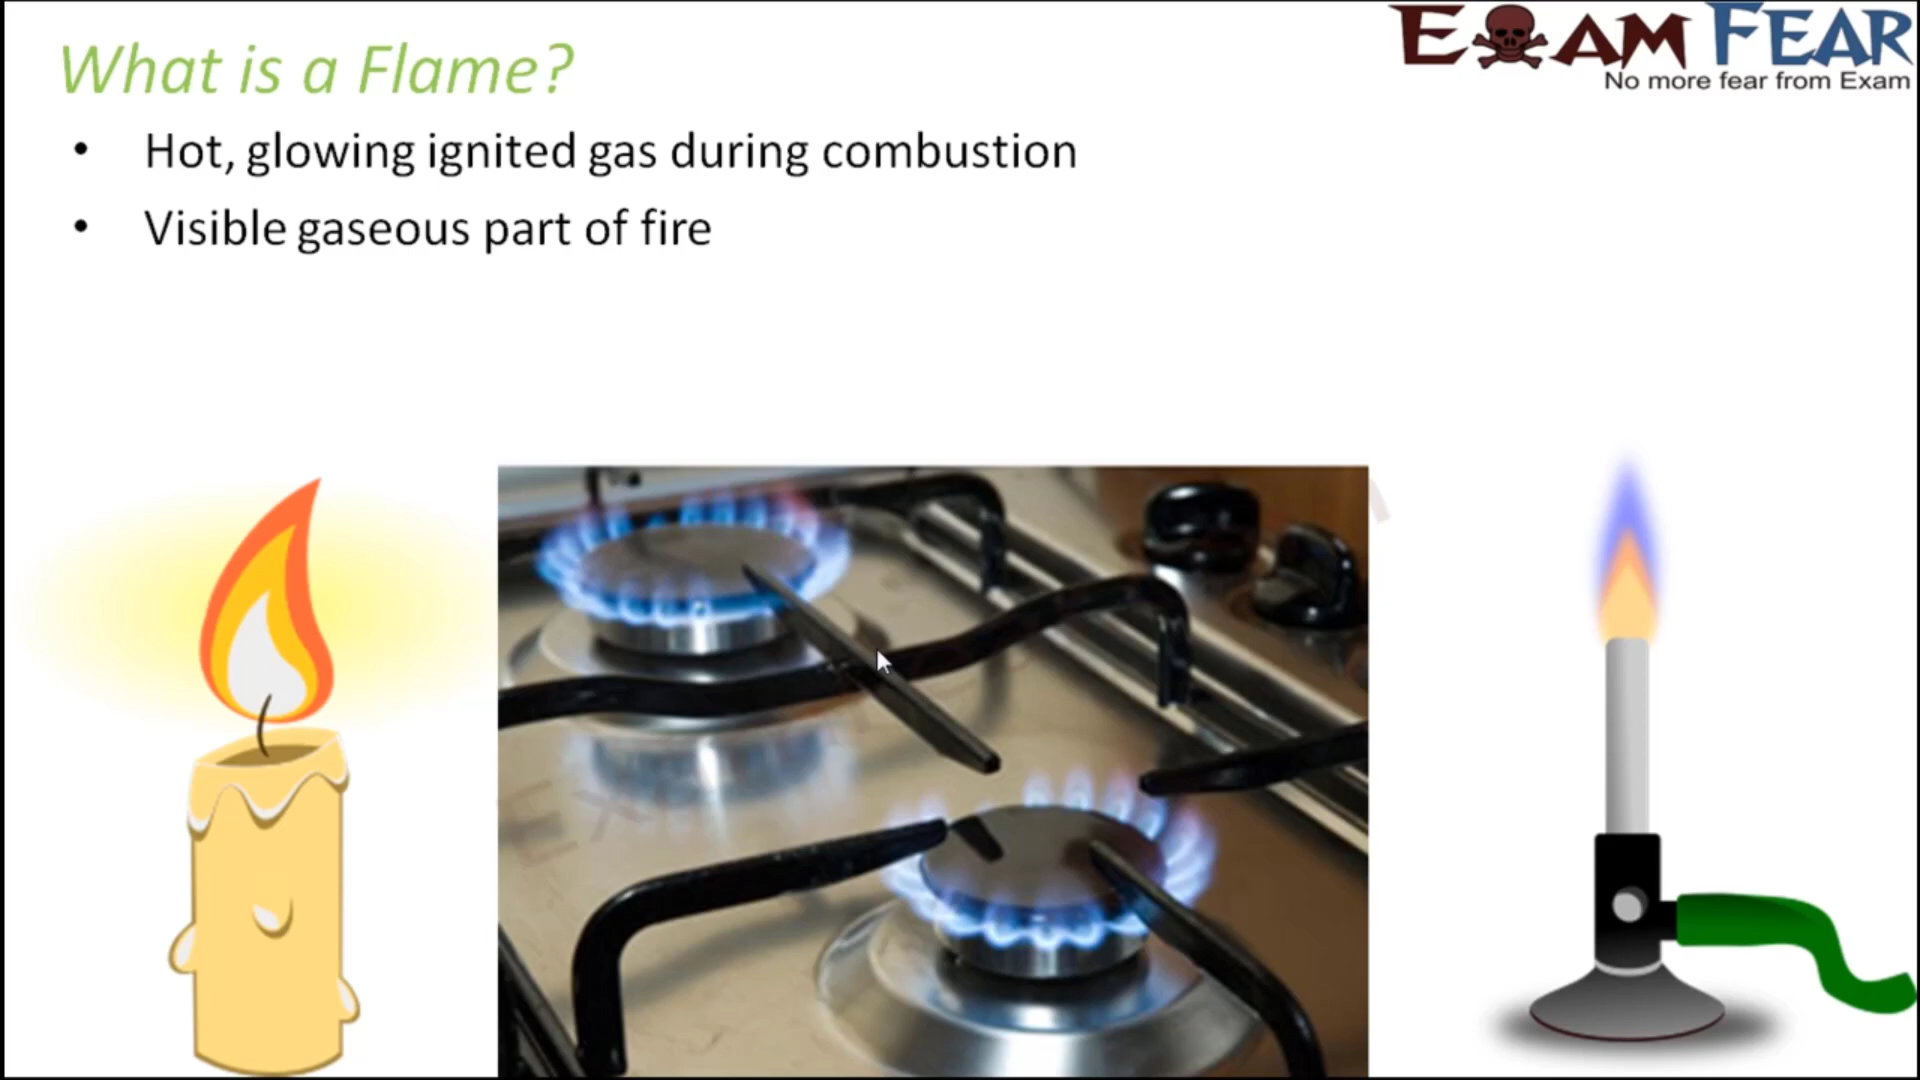 What is a Flame?
EXAM FEAR
No more fear from Exam
• Hot, glowing ignited gas during combustion
• Visible gaseous part of fire